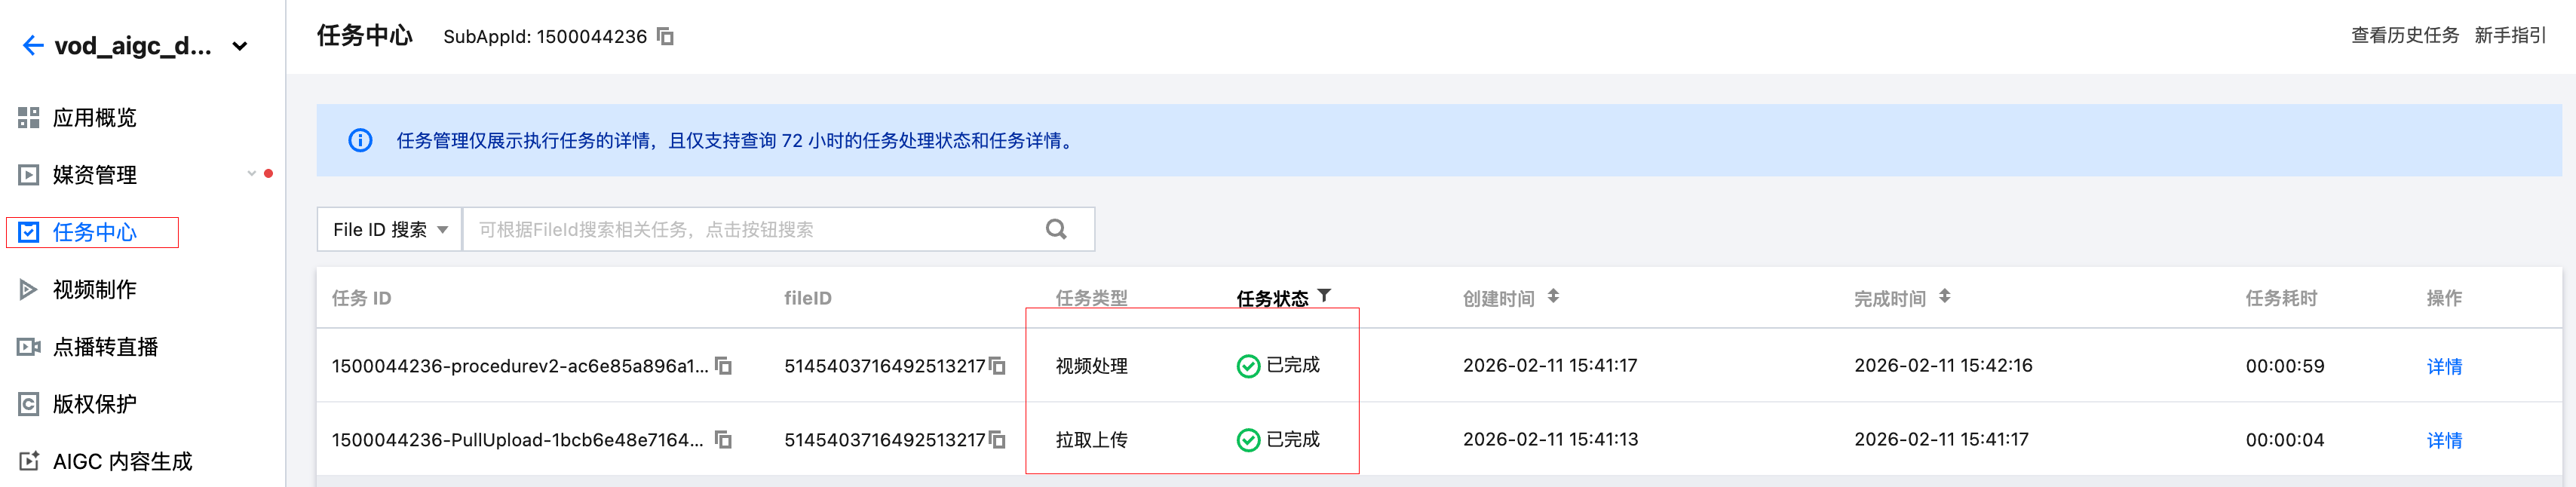 vod_aigc_d...
任务中心 SubAppId: 1500044236 查看历史任务 新手指引
应用概览
媒资管理
任务中心
视频制作
点播转直播
版权保护
AIGC 内容生成
任务管理仅展示执行任务的详情，且仅支持查询 72 小时的任务处理状态和任务详情。
File ID 搜索 可根据FileId搜索相关任务，点击按钮搜索
任务 ID fileID 任务类型 任务状态 创建时间 完成时间 任务耗时 操作
1500044236-procedurev2-ac6e85a896a1... 5145403716492513217 视频处理 已完成 2026-02-11 15:41:17 2026-02-11 15:42:16 00:00:59 详情
1500044236-PullUpload-1bcb6e48e7164... 5145403716492513217 拉取上传 已完成 2026-02-11 15:41:13 2026-02-11 15:41:17 00:00:04 详情